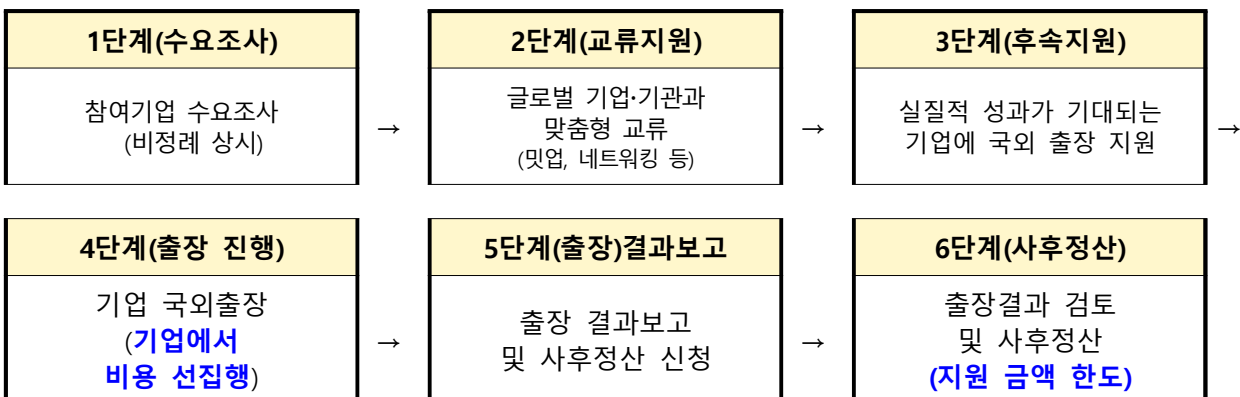 1단계(수요조사)
2단계(교류지원)
3단계(후속지원)
참여기업 수요조사
(비정례 상시)
→
글로벌 기업·기관과
맞춤형 교류
(밋업, 네트워킹 등)
→
실질적 성과가 기대되는
기업에 국외 출장 지원
→
4단계(출장 진행)
5단계(출장)결과보고
6단계(사후정산)
기업 국외출장
(기업에서
비용 선집행)
→
출장 결과보고
및 사후정산 신청
→
출장결과 검토
및 사후정산
(지원 금액 한도)